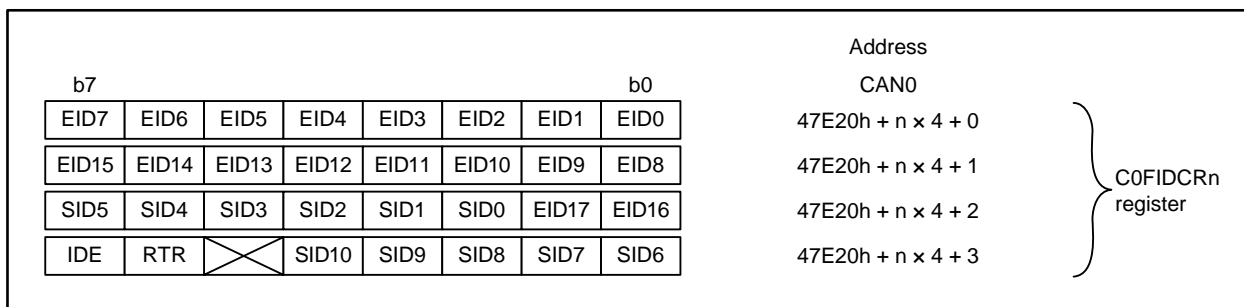 Address
b7 b0 CAN0
EID7 EID6 EID5 EID4 EID3 EID2 EID1 EID0 47E20h + n × 4 + 0
EID15 EID14 EID13 EID12 EID11 EID10 EID9 EID8 47E20h + n × 4 + 1
C0FIDCRn
register
SID5 SID4 SID3 SID2 SID1 SID0 EID17 EID16 47E20h + n × 4 + 2
IDE RTR SID10 SID9 SID8 SID7 SID6 47E20h + n × 4 + 3